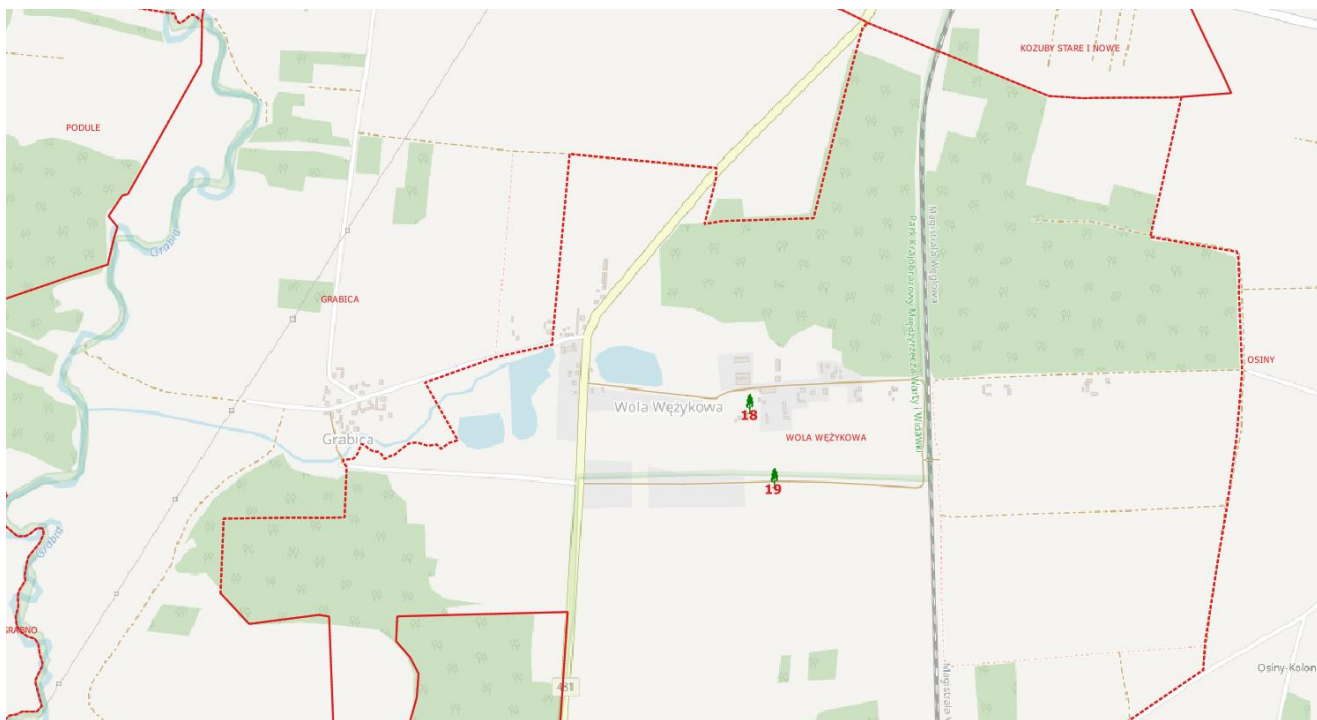 KOZUBY STARE I NOWE
PODULE
Grabia
Magistrala Węglowa
Park Krajobrazowy Międzyrzecza Warty i Widawki
GRABICA
OSINY
Wola Wężykowa
18
WOLA WĘŻYKOWA
Grabica
19
Grabia
GRABNO
Osiny-Kolon
481
Magistrala W